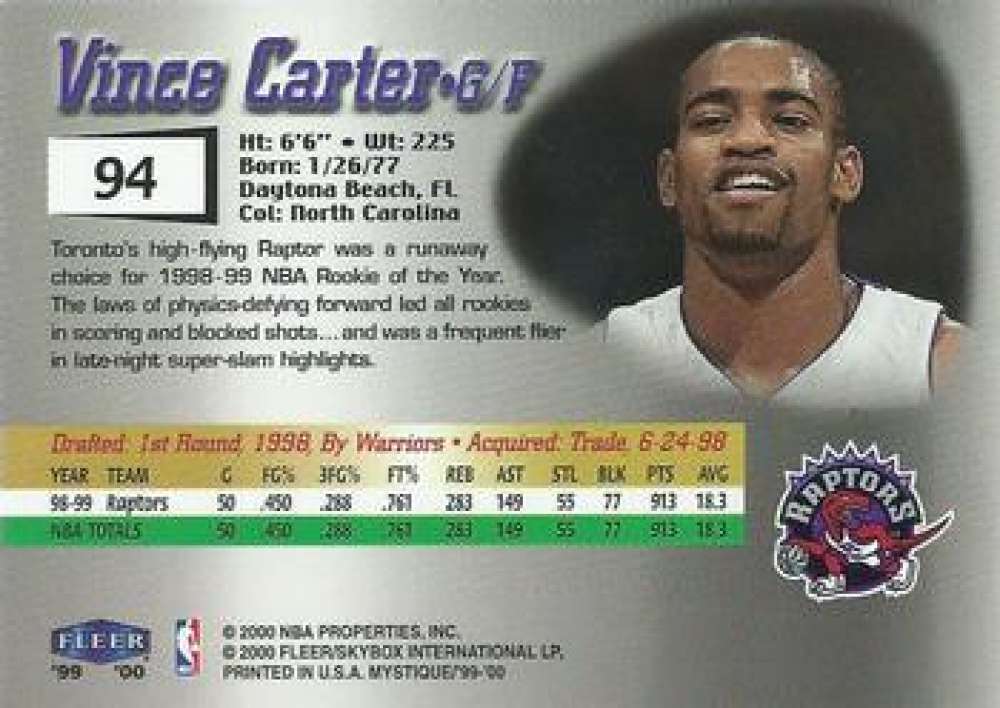 Vince Carter•G/F
94
Ht: 6'6" • Wt: 225
Born: 1/26/77
Daytona Beach, FL
Col: North Carolina
Toronto's high-flying Raptor was a runaway
choice for 1998-99 NBA Rookie of the Year.
The laws of physics-defying forward led all rookies
in scoring and blocked shots...and was a frequent flier
in late-night super-slam highlights.
Drafted: 1st Round, 1998, By Warriors • Acquired: Trade, 6-24-98
YEAR TEAM G FG% 3FG% FT% REB AST STL BLK PTS AVG
98-99 Raptors 50 .450 .288 .761 283 149 55 77 913 18.3
NBA TOTALS 50 .450 .288 .761 283 149 55 77 913 18.3
RAPTORS
FLEER
'99 '00
© 2000 NBA PROPERTIES, INC.
© 2000 FLEER/SKYBOX INTERNATIONAL LP.
PRINTED IN U.S.A. MYSTIQUE/'99-'00